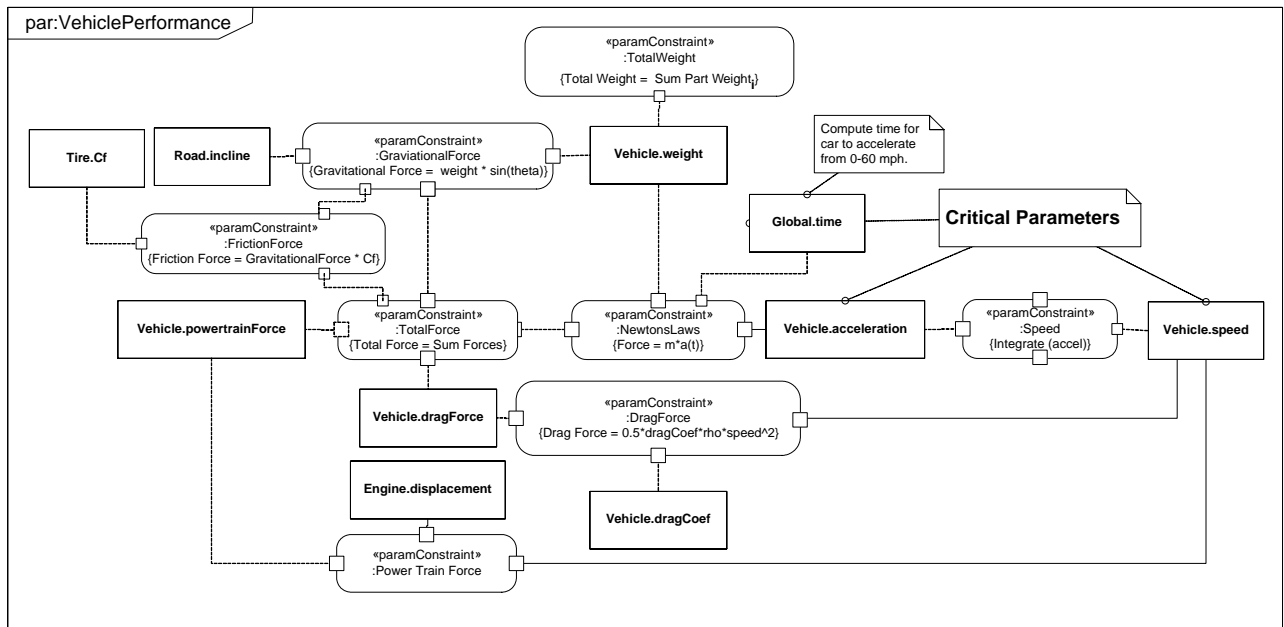 par:VehiclePerformance
«paramConstraint»
:TotalWeight
{Total Weight = Sum Part Weighti}
Tire.Cf
Road.incline
«paramConstraint»
:GraviationalForce
{Gravitational Force = weight * sin(theta)}
Vehicle.weight
Compute time for
car to accelerate
from 0-60 mph.
Global.time
Critical Parameters
«paramConstraint»
:FrictionForce
{Friction Force = GravitationalForce * Cf}
Vehicle.powertrainForce
«paramConstraint»
:TotalForce
{Total Force = Sum Forces}
«paramConstraint»
:NewtonsLaws
{Force = m*a(t)}
Vehicle.acceleration
«paramConstraint»
:Speed
{Integrate (accel)}
Vehicle.speed
Vehicle.dragForce
«paramConstraint»
:DragForce
{Drag Force = 0.5*dragCoef*rho*speed^2}
Engine.displacement
Vehicle.dragCoef
«paramConstraint»
:Power Train Force